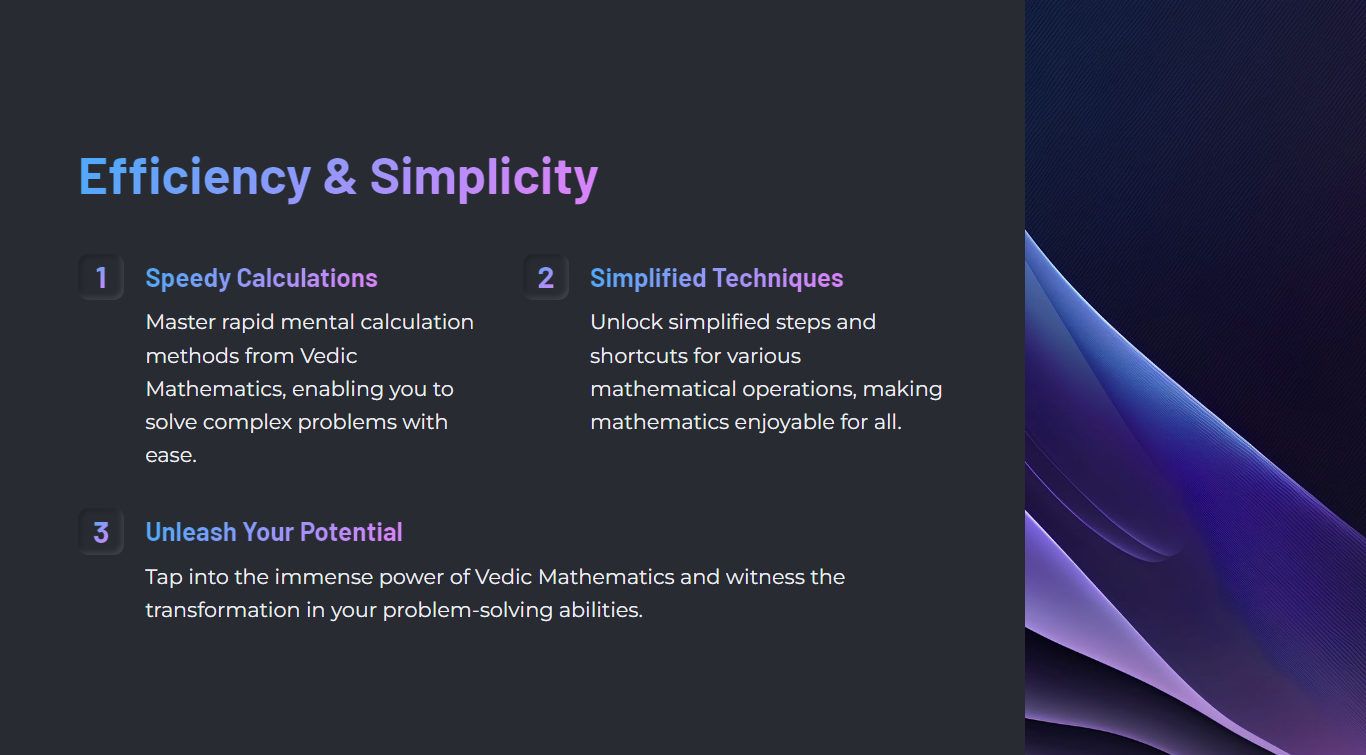 Efficiency & Simplicity
1
Speedy Calculations
Master rapid mental calculation
methods from Vedic
Mathematics, enabling you to
solve complex problems with
ease.
2
Simplified Techniques
Unlock simplified steps and
shortcuts for various
mathematical operations, making
mathematics enjoyable for all.
3
Unleash Your Potential
Tap into the immense power of Vedic Mathematics and witness the
transformation in your problem-solving abilities.